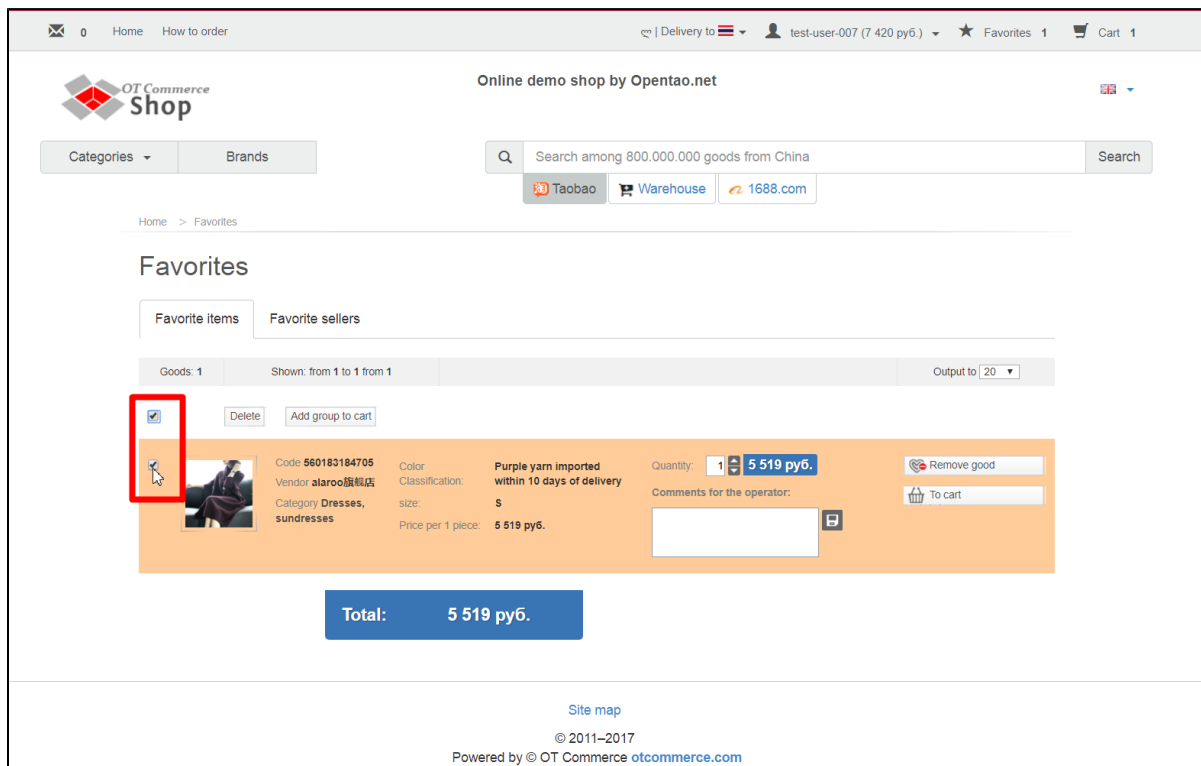 0 Home How to order ლ | Delivery to test-user-007 (7 420 руб.) Favorites 1 Cart 1
OT Commerce
Shop
Online demo shop by Opentao.net
Categories Brands Search among 800.000.000 goods from China Search
Taobao Warehouse 1688.com
Home > Favorites
Favorites
Favorite items Favorite sellers
Goods: 1 Shown: from 1 to 1 from 1 Output to 20
Delete Add group to cart
Code 560183184705
Vendor alaroo旗舰店
Category Dresses,
sundresses
Color
Classification:
Purple yarn imported
within 10 days of delivery
size: S
Price per 1 piece: 5 519 руб.
Quantity: 1 5 519 руб.
Comments for the operator:
Remove good
To cart
Total: 5 519 руб.
Site map
© 2011–2017
Powered by © OT Commerce otcommerce.com